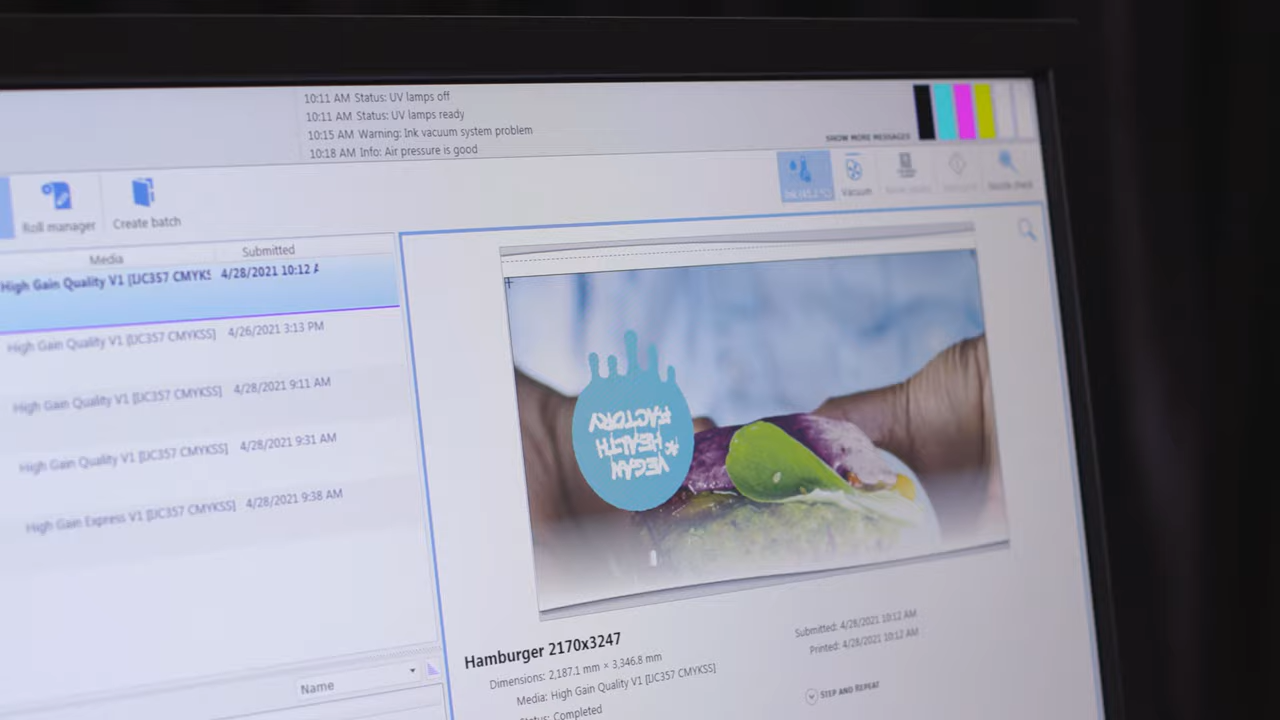 10:11 AM Status: UV lamps off
10:11 AM Status: UV lamps ready
10:15 AM Warning: Ink vacuum system problem
10:18 AM Info: Air pressure is good
SHOW MORE MESSAGES
Roll manager
Create batch
Vacuum
Nozzle check
Media
Submitted
High Gain Quality V1 [UC357 CMYKS 4/28/2021 10:12
High Gain Quality V1 [UC357 CMYKSS] 4/26/2021 3:13 PM
High Gain Quality V1 [UC357 CMYKSS] 4/28/2021 9:11 AM
High Gain Quality V1 [UC357 CMYKSS] 4/28/2021 9:31 AM
High Gain Express V1 [UC357 CMYKSS] 4/28/2021 9:38 AM
Name
VEGAN
HEALTH
FACTORY
Hamburger 2170x3247
Dimensions: 2,187.1 mm × 3,346.8 mm
Media: High Gain Quality V1 [UC357 CMYKSS]
Status: Completed
Submitted: 4/28/2021 10:12 AM
Printed: 4/28/2021 10:12 AM
STEP AND REPEAT